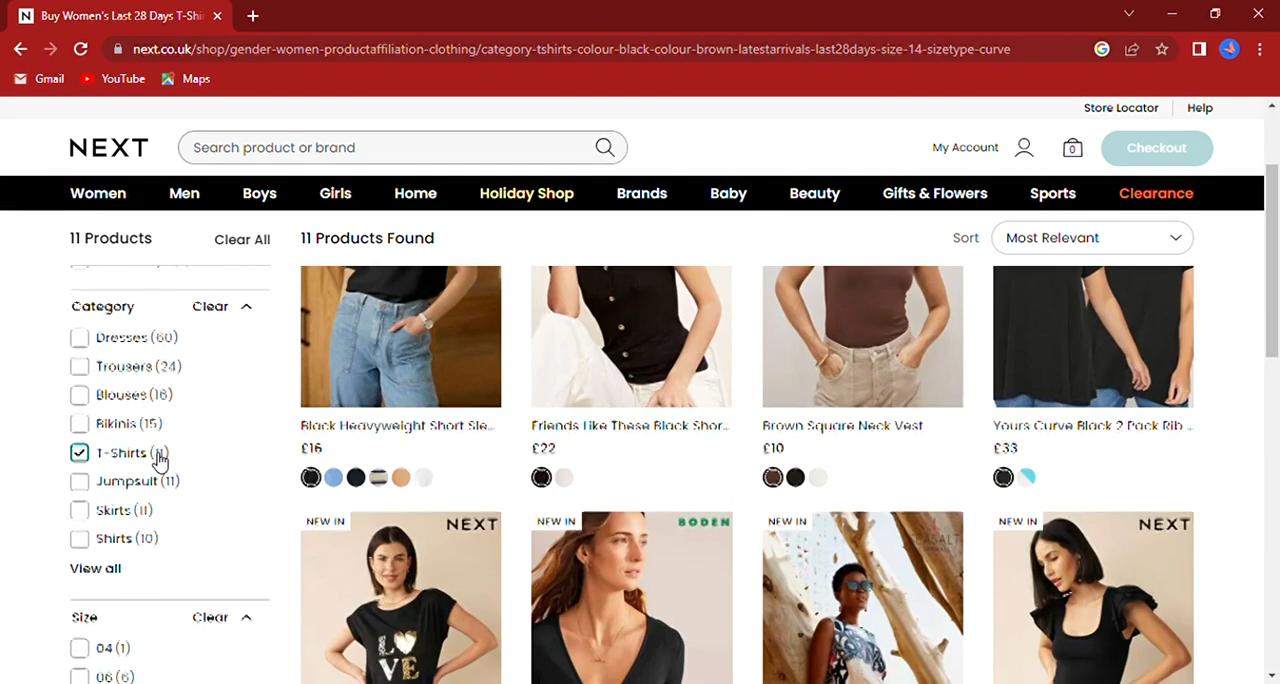 Buy Women's Last 28 Days T-Shir
next.co.uk/shop/gender-women-productaffiliation-clothing/category-tshirts-colour-black-colour-brown-latestarrivals-last28days-size-14-sizetype-curve
Gmail YouTube Maps
Store Locator Help
NEXT Search product or brand My Account 0 Checkout
Women Men Boys Girls Home Holiday Shop Brands Baby Beauty Gifts & Flowers Sports Clearance
11 Products Clear All 11 Products Found Sort Most Relevant
Category Clear
Dresses (60)
Trousers (24)
Blouses (16)
Bikinis (15)
T-Shirts
Jumpsuit (11)
Skirts (11)
Shirts (10)
View all
Size Clear
04 (1)
06 (6)
Black Heavyweight Short Sle...
£16
Friends Like These Black Shor...
£22
Brown Square Neck Vest
£10
Yours Curve Black 2 Pack Rib ...
£33
NEW IN NEXT
LOVE
NEW IN BODEN
NEW IN SEASALT
NEW IN NEXT